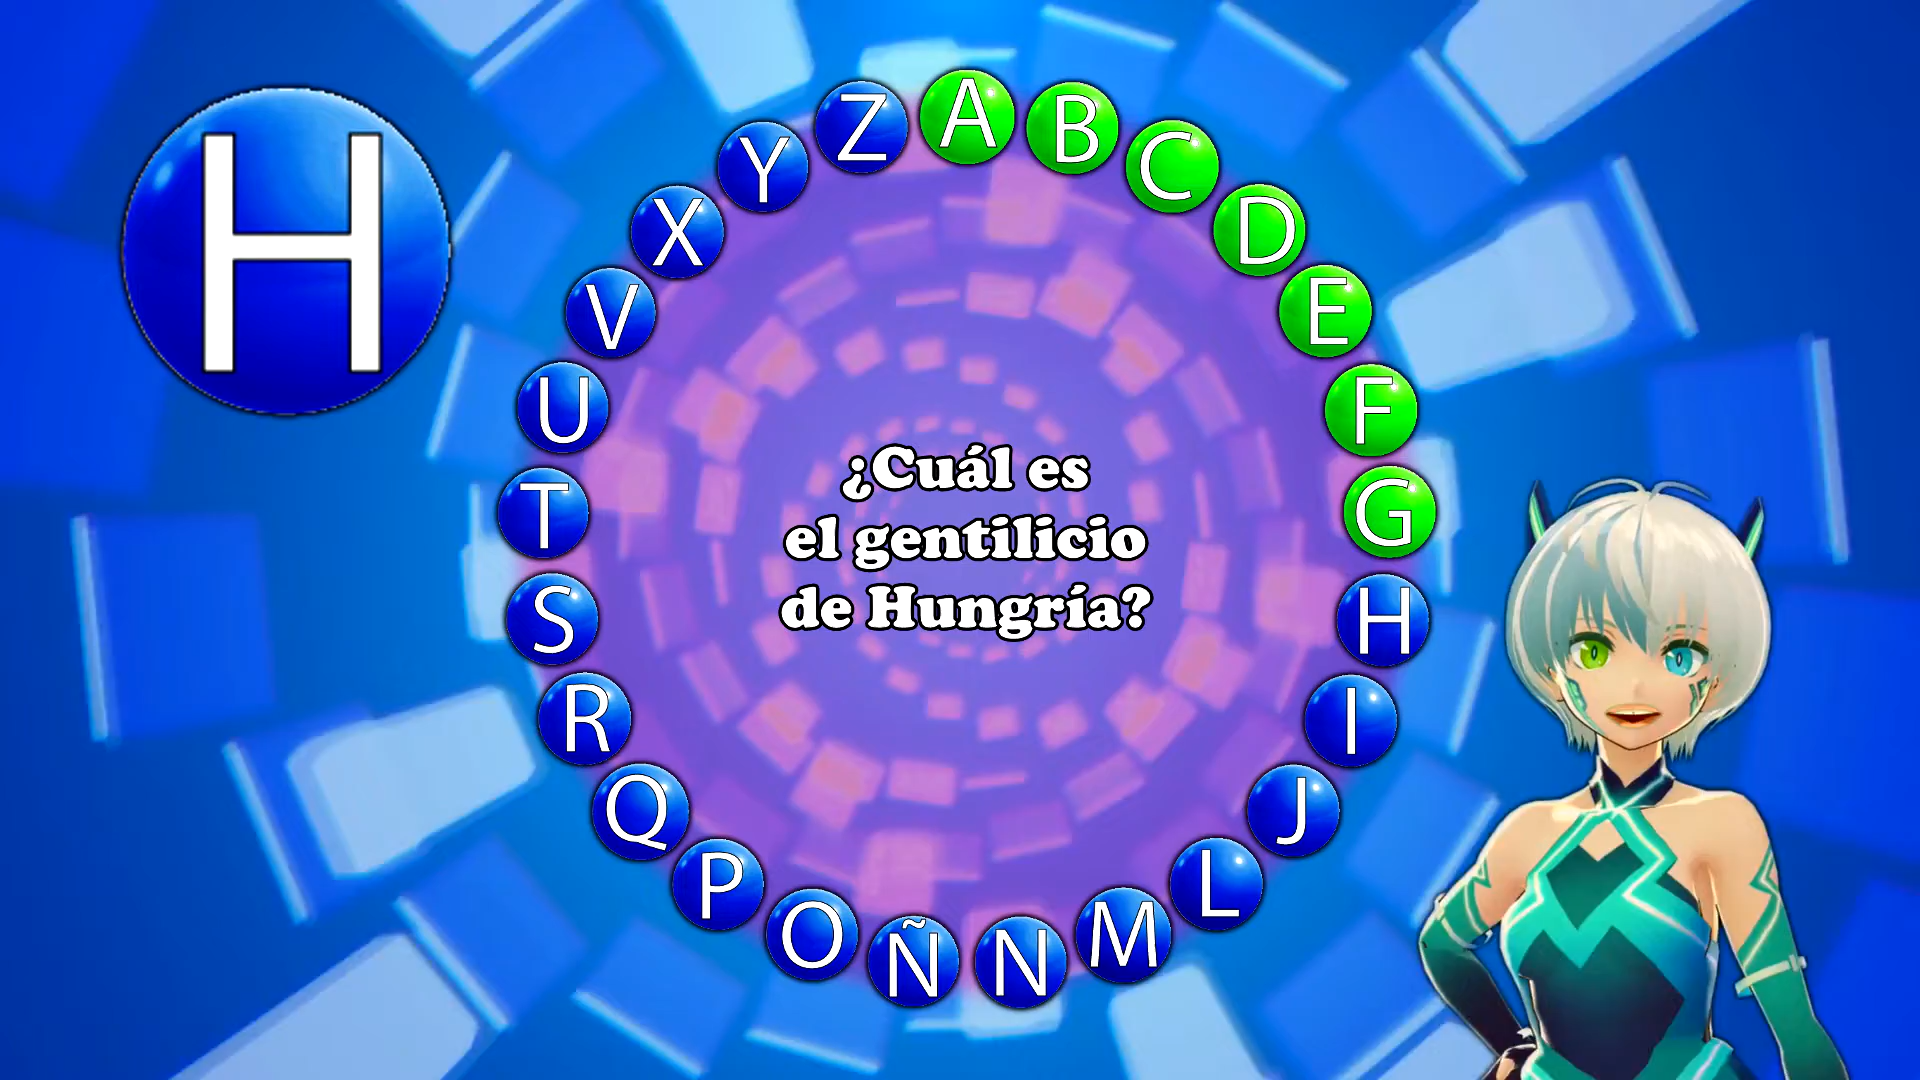 H
A
B
C
D
E
F
G
H
I
J
L
M
N
Ñ
O
P
Q
R
S
T
U
V
X
Y
Z
¿Cuál es
el gentilicio
de Hungría?